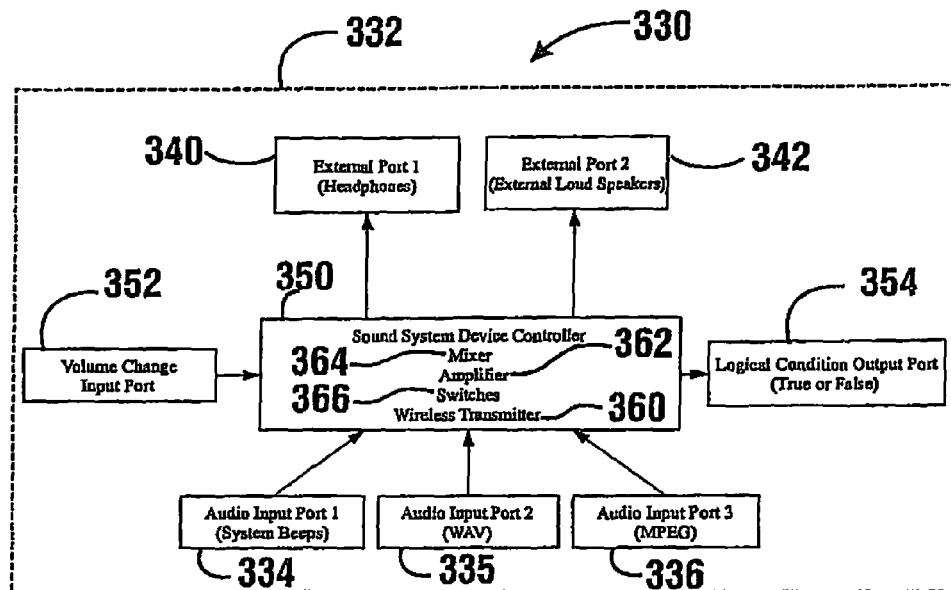 332
330
340
External Port 1
(Headphones)
External Port 2
(External Loud Speakers)
342
352
350
354
Volume Change
Input Port
Sound System Device Controller
364
Mixer
362
Amplifier
366
Switches
Wireless Transmitter
360
Logical Condition Output Port
(True or False)
Audio Input Port 1
(System Beeps)
Audio Input Port 2
(WAV)
Audio Input Port 3
(MPEG)
334
335
336